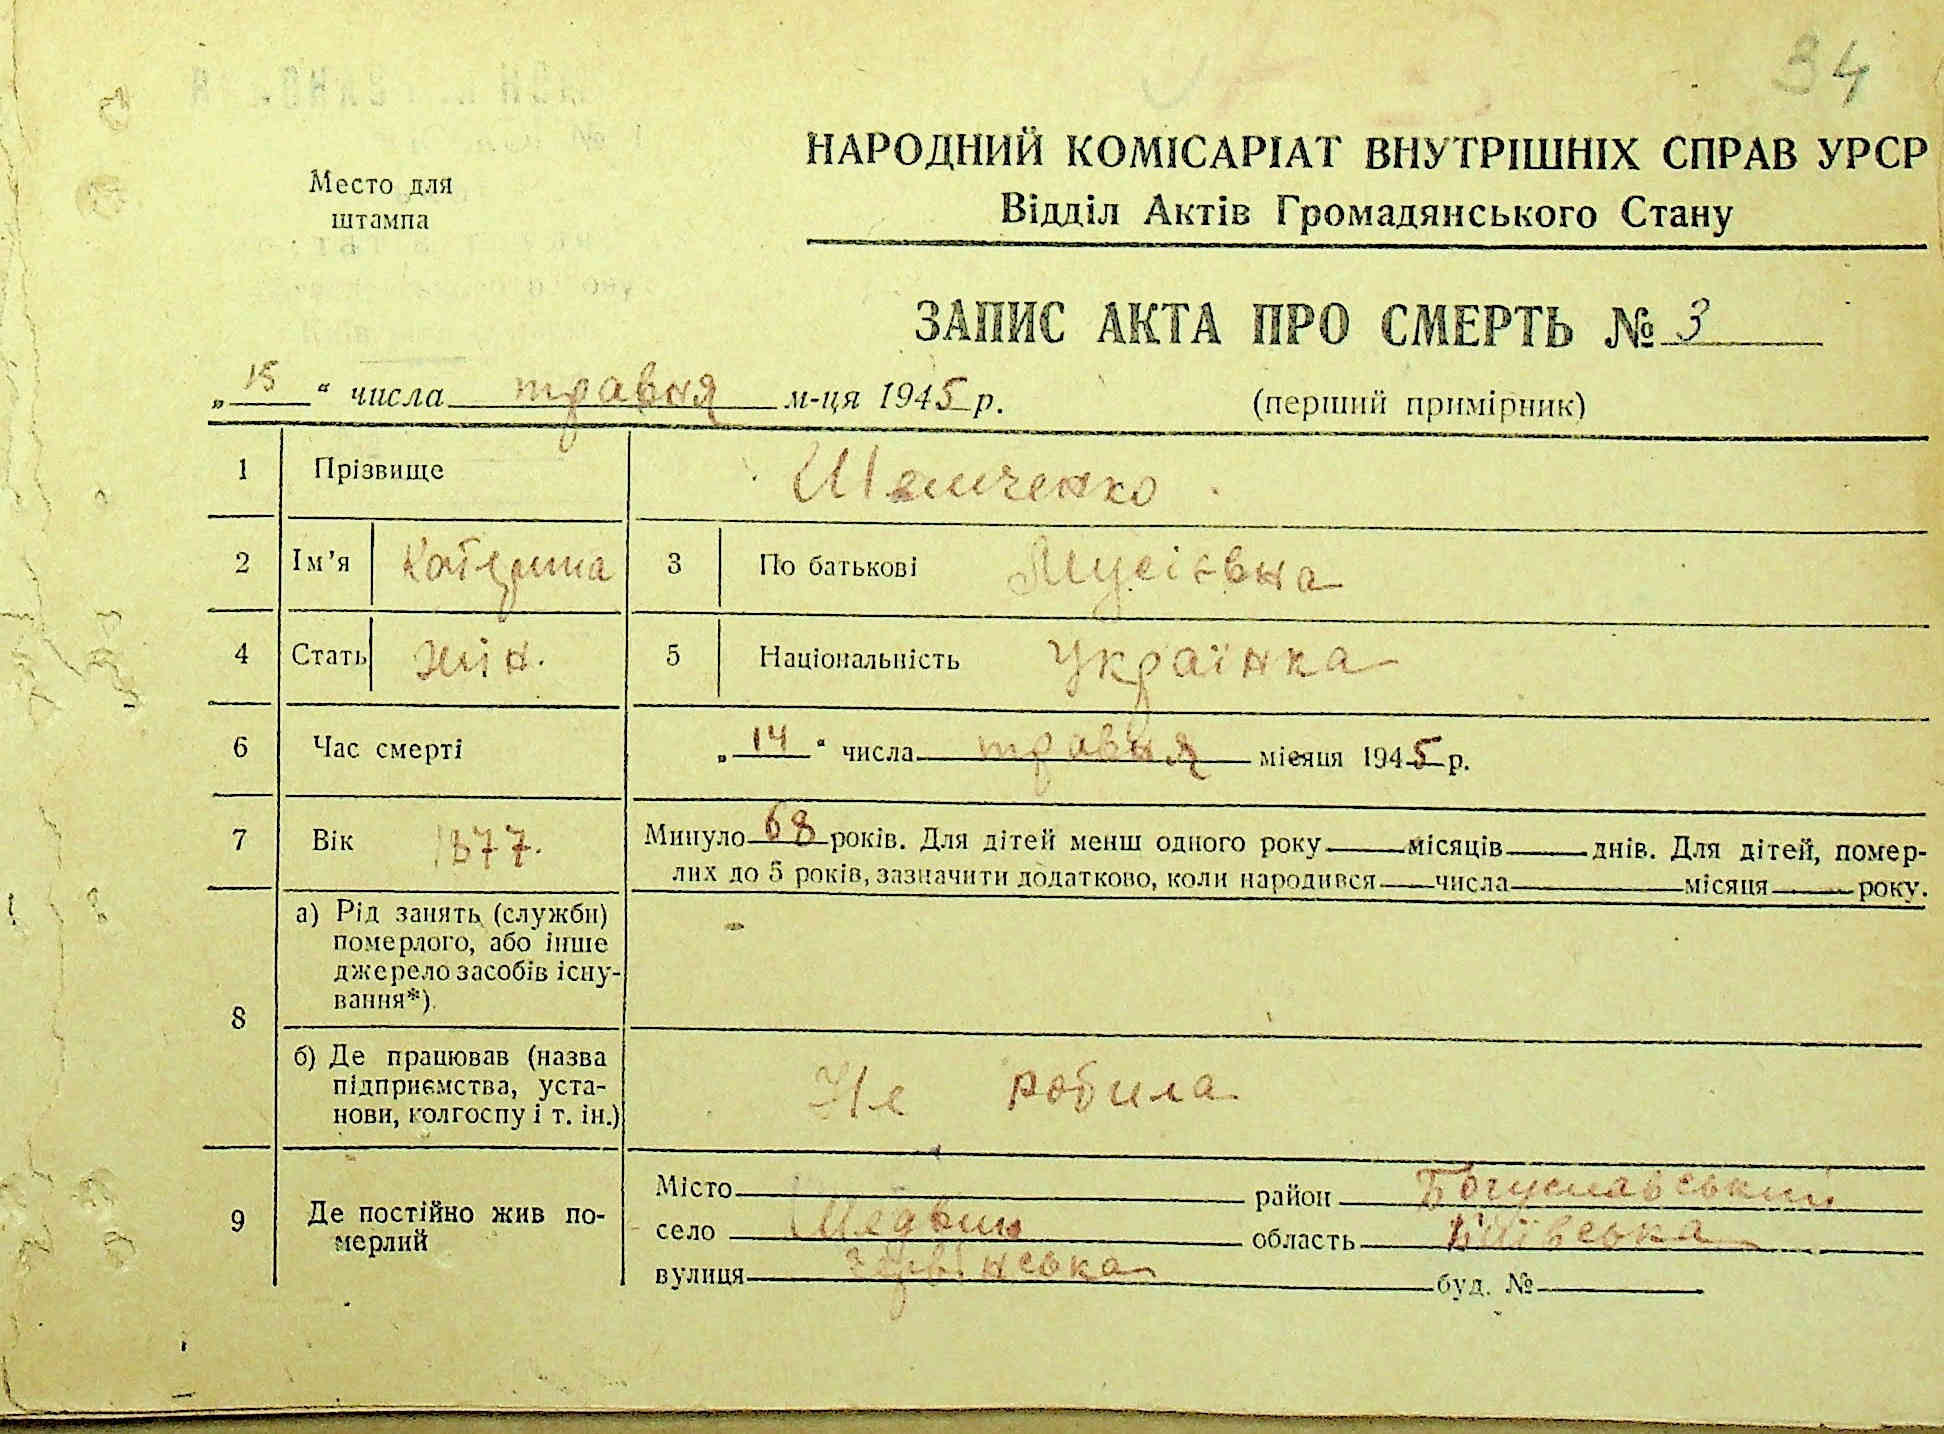 34
Место для
штампа
НАРОДНИЙ КОМІСАРІАТ ВНУТРІШНІХ СПРАВ УРСР
Відділ Актів Громадянського Стану
ЗАПИС АКТА ПРО СМЕРТЬ № 3
„15“ числа травня м-ця 1945 р. (перший примірник)
1 Прізвище
2 Ім’я Катерина 3 По батькові Мусіївна
4 Стать жін. 5 Національність Українка
6 Час смерті „14“ числа травня місяця 1945 р.
7 Вік 1877. Минуло 68 років. Для дітей менш одного року місяців днів. Для дітей, помер-
лих до 5 років, зазначити додатково, коли народився числа місяця року.
8 а) Рід занять (служби)
померлого, або інше
джерело засобів існу-
вання*)
б) Де працював (назва
підприємства, уста-
нови, колгоспу і т. ін.) Не робила
9 Де постійно жив по-
мерлий
Місто район Богуславський
село Медвин область Київська
вулиця буд. №